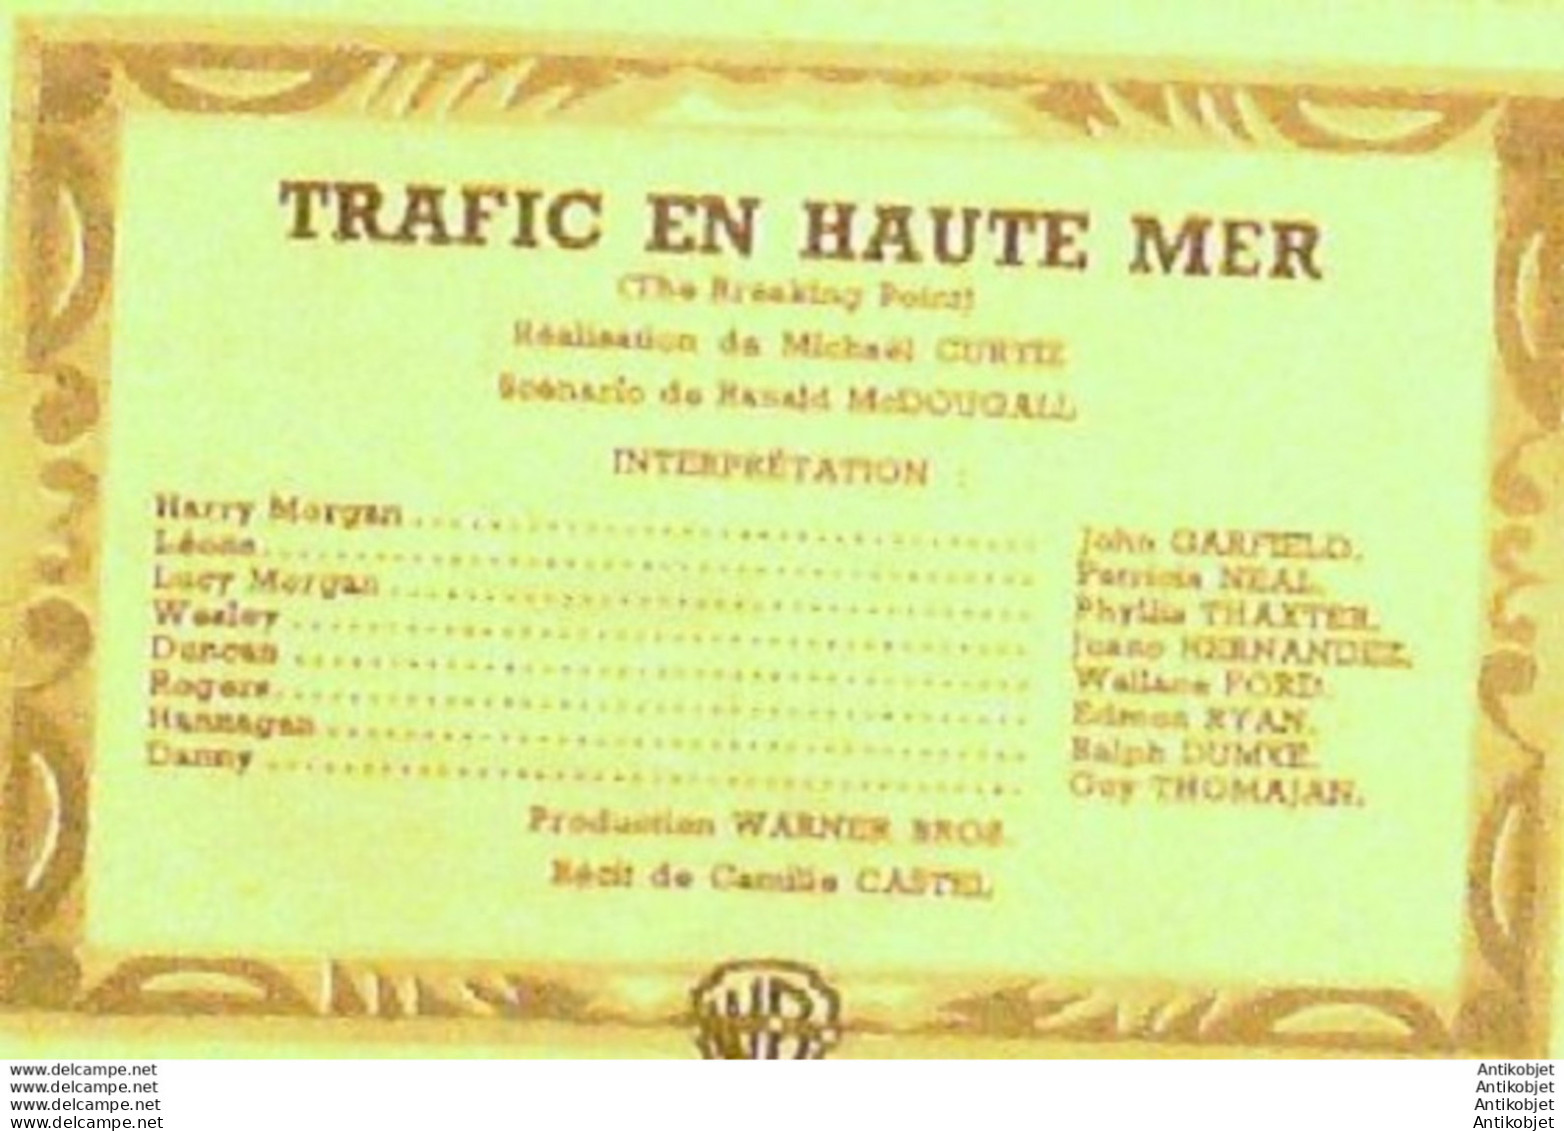 TRAFIC EN HAUTE MER
(The Breaking Point)
Réalisation de Michaël CURTIZ
Scénario de Ranald McDOUGALL
INTERPRÉTATION :
Harry Morgan ........................ John GARFIELD.
Léona ........................ Patricia NEAL.
Lucy Morgan ........................ Phyllis THAXTER.
Wesley ........................ Juano HERNANDEZ.
Duncan ........................ Wallace FORD.
Rogers ........................ Edmon RYAN.
Hannagan ........................ Ralph DUMKE.
Danny ........................ Guy THOMAJAN.
Production WARNER BROS.
Récit de Camille CASTEL
WB
www.delcampe.net Antikobjet
www.delcampe.net Antikobjet
www.delcampe.net Antikobjet
www.delcampe.net Antikobjet